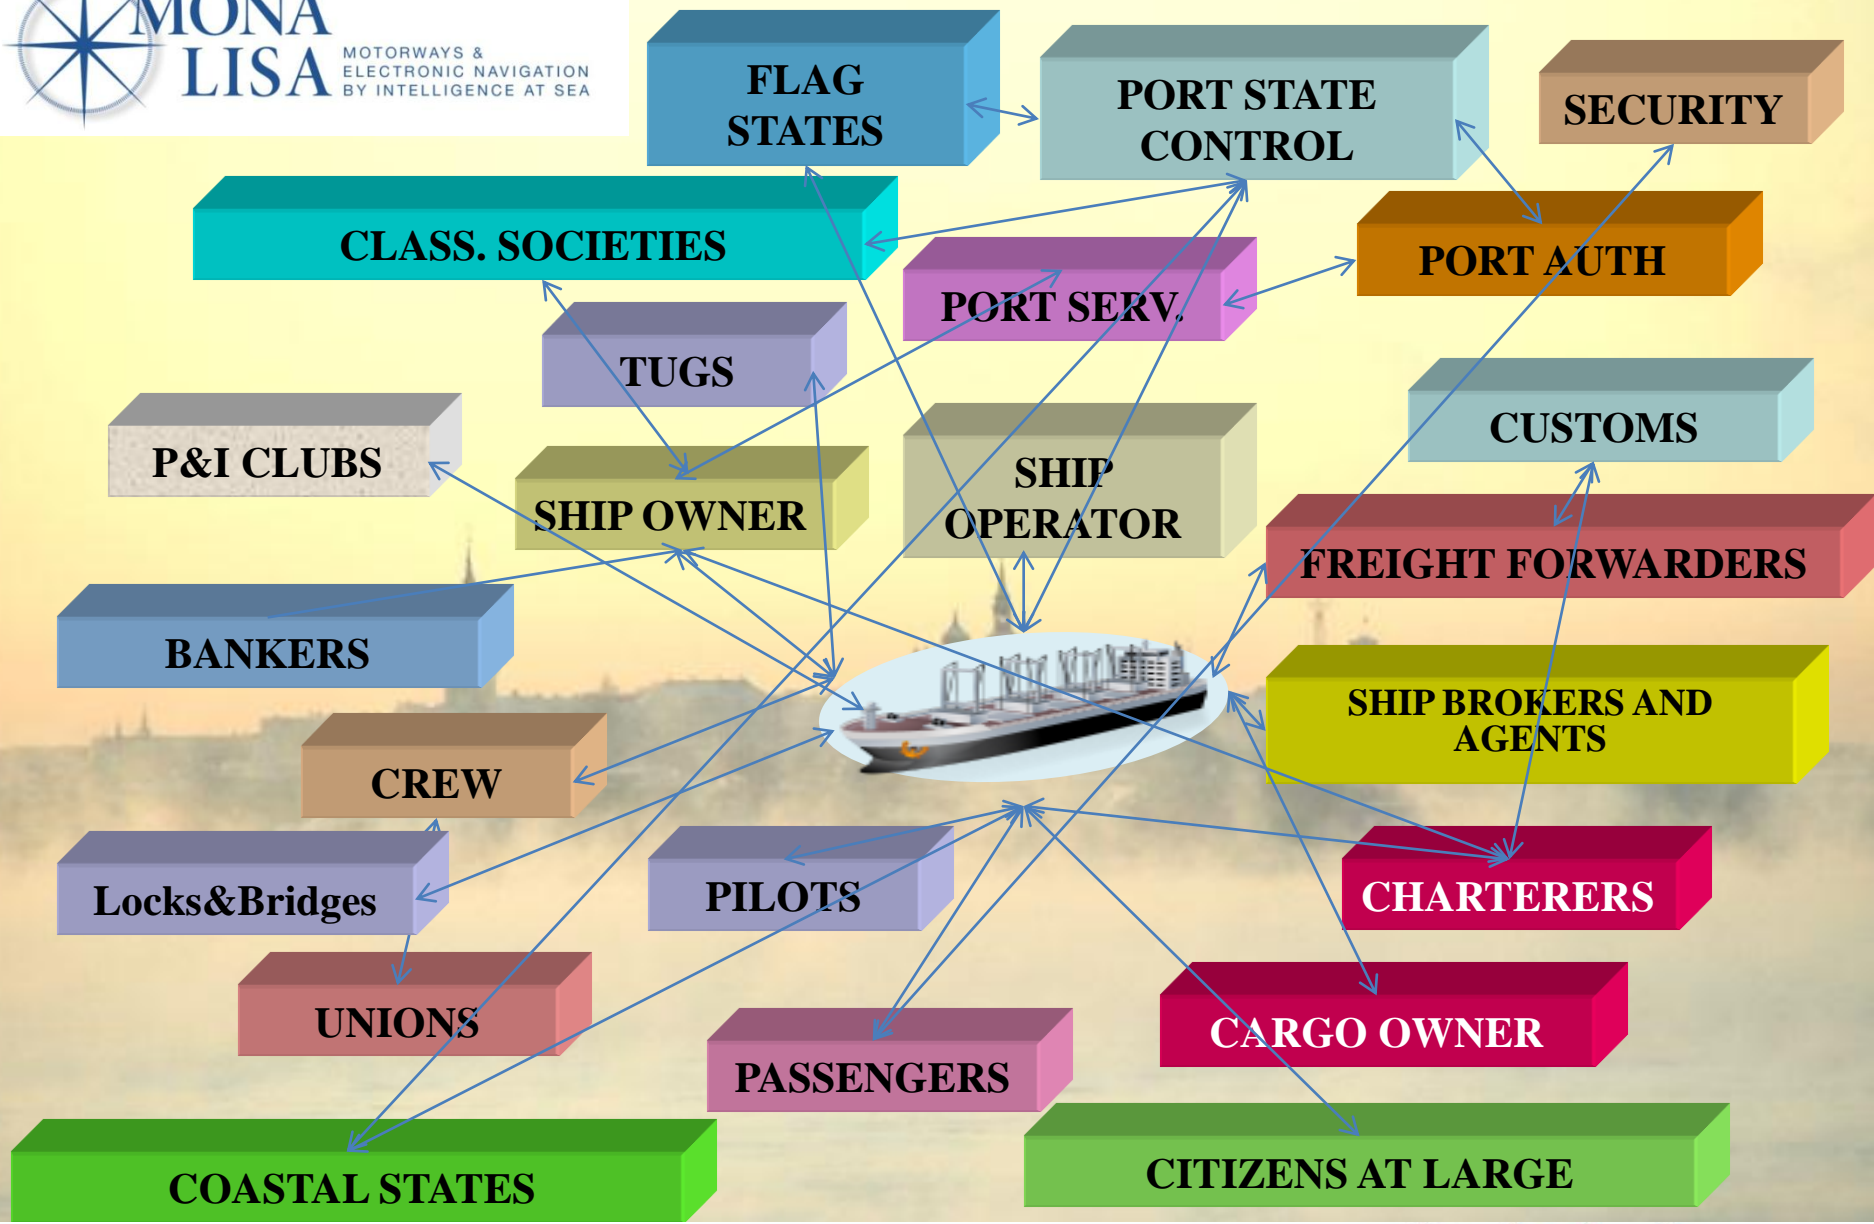 MONA
LISA
MOTORWAYS &
ELECTRONIC NAVIGATION
BY INTELLIGENCE AT SEA
FLAG
STATES
PORT STATE
CONTROL
SECURITY
CLASS. SOCIETIES
PORT SERV.
PORT AUTH
TUGS
P&I CLUBS
SHIP OWNER
SHIP
OPERATOR
CUSTOMS
FREIGHT FORWARDERS
BANKERS
SHIP BROKERS AND
AGENTS
CREW
Locks&Bridges
PILOTS
CHARTERERS
UNIONS
PASSENGERS
CARGO OWNER
COASTAL STATES
CITIZENS AT LARGE